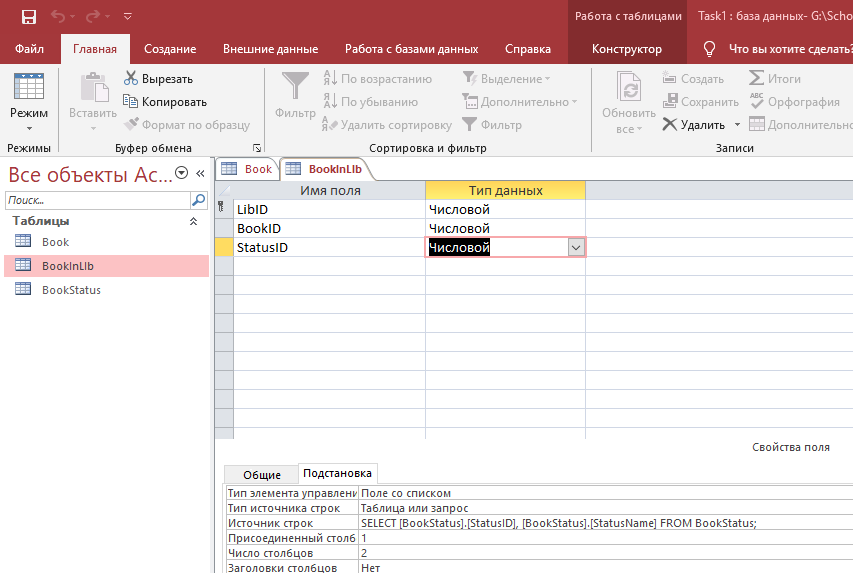 Работа с таблицами Task1 : база данных- G:\Scho
Файл Главная Создание Внешние данные Работа с базами данных Справка Конструктор Что вы хотите сделать?
Режим Вставить Вырезать Копировать Формат по образцу
Режимы Буфер обмена
Фильтр По возрастанию По убыванию Удалить сортировку Выделение Дополнительно Фильтр
Сортировка и фильтр
Обновить все Создать Сохранить Удалить Итоги Орфография Дополнительно
Записи
Все объекты Ac...
Поиск...
Таблицы
Book
BookInLib
BookStatus
Book BookInLib
Имя поля Тип данных
LibID Числовой
BookID Числовой
StatusID Числовой
Свойства поля
Общие Подстановка
Тип элемента управлени Поле со списком
Тип источника строк Таблица или запрос
Источник строк SELECT [BookStatus].[StatusID], [BookStatus].[StatusName] FROM BookStatus;
Присоединенный столб 1
Число столбцов 2
Заголовки столбцов Нет